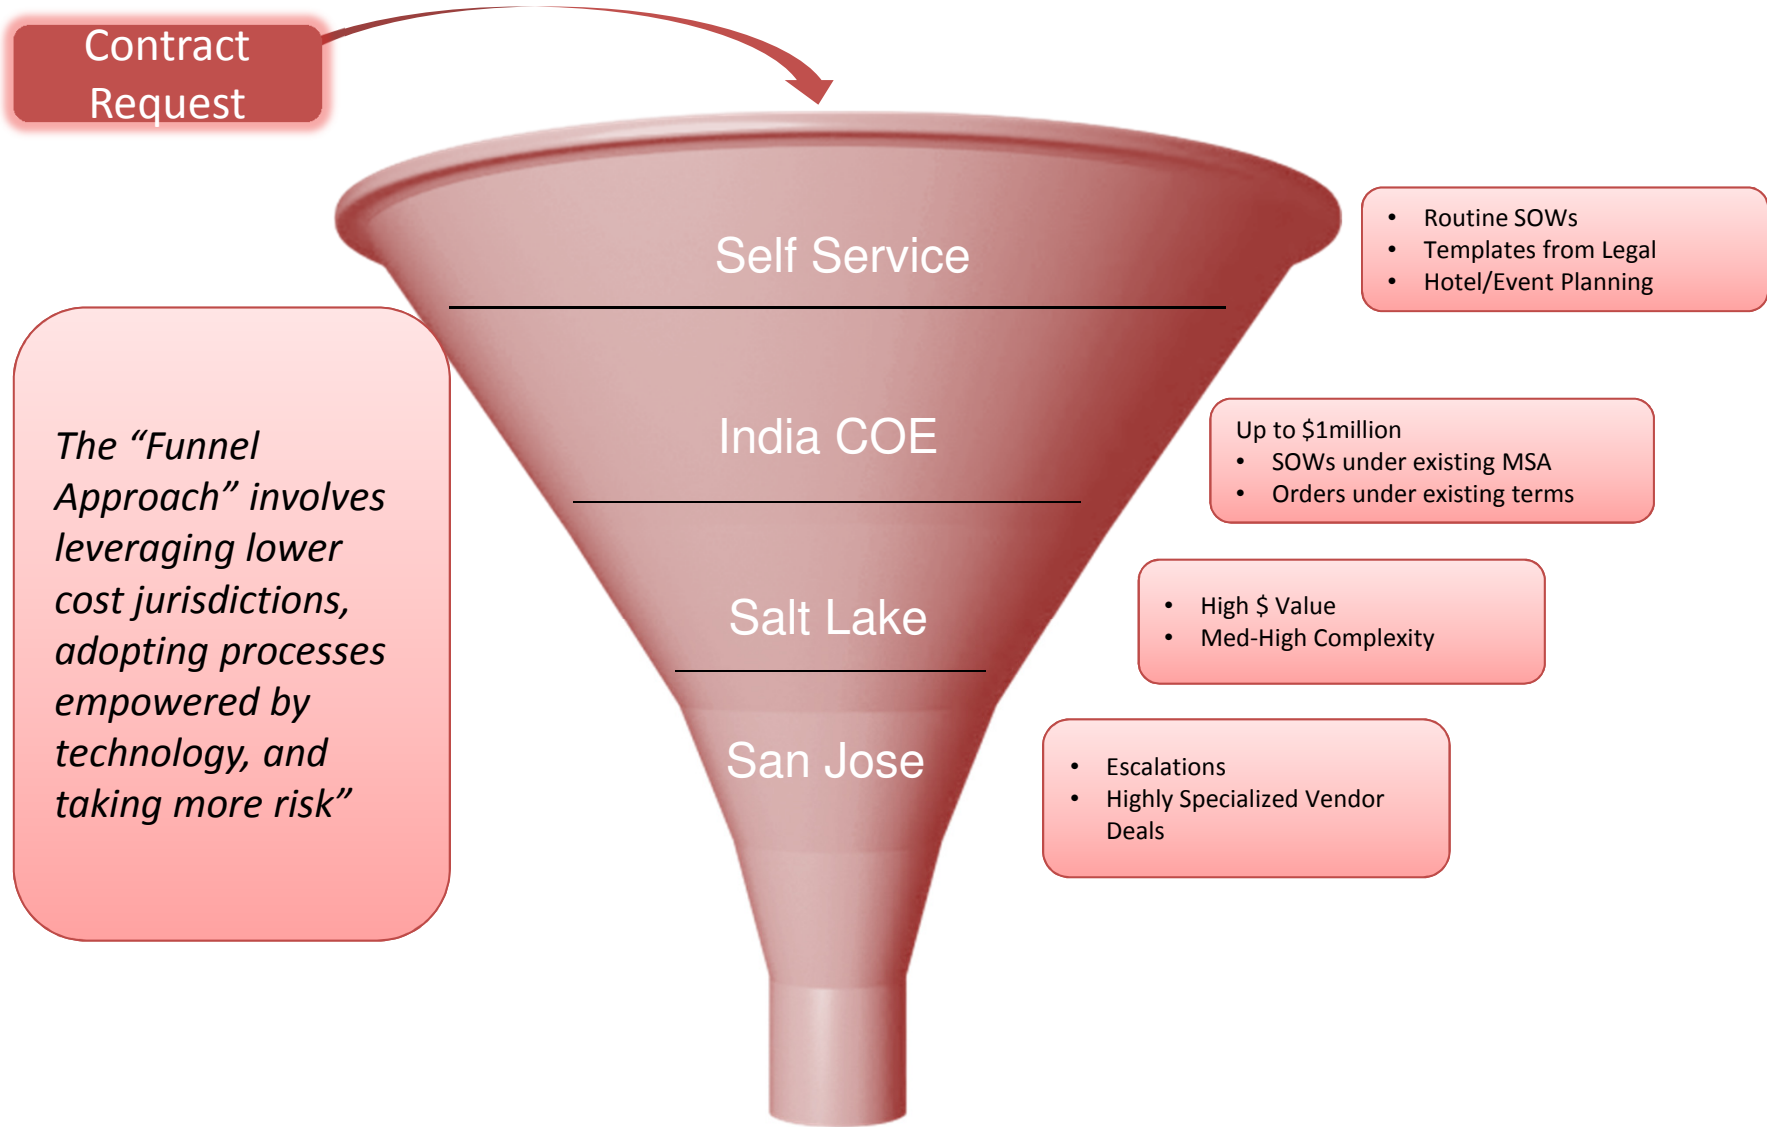 Contract
Request
Self Service
• Routine SOWs
• Templates from Legal
• Hotel/Event Planning
The “Funnel
Approach” involves
leveraging lower
cost jurisdictions,
adopting processes
empowered by
technology, and
taking more risk”
India COE
Up to $1million
• SOWs under existing MSA
• Orders under existing terms
Salt Lake
• High $ Value
• Med-High Complexity
San Jose
• Escalations
• Highly Specialized Vendor
Deals